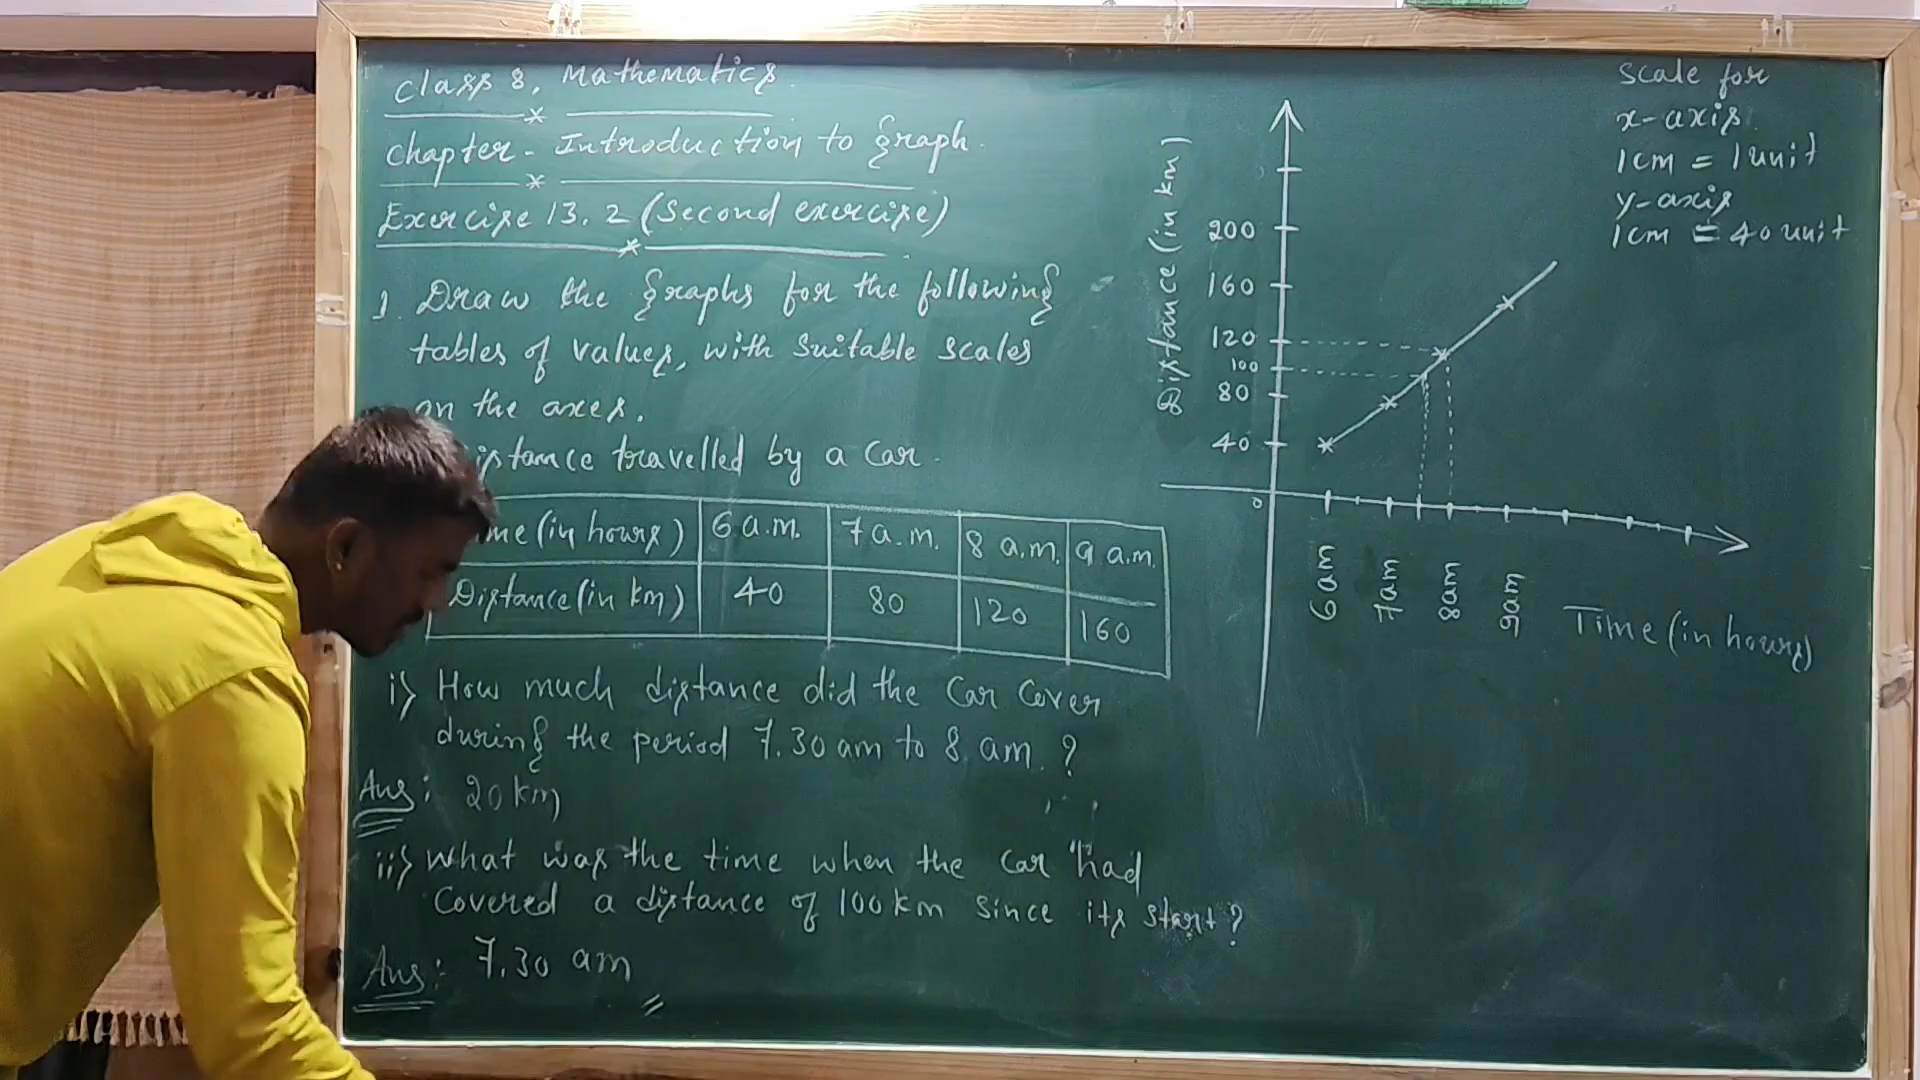 Class 8, Mathematics.
Chapter - Introduction to Graph.
Exercise 13.2 (Second exercise)
1. Draw the graphs for the following
tables of values, with suitable scales
on the axes.
travelled by a car.
(in hours) 6 a.m. 7 a.m. 8 a.m. 9 a.m.
Distance (in km) 40 80 120 160
i) How much distance did the car cover
during the period 7.30 am to 8 am. ?
Ans: 20 km
ii) What was the time when the car had
covered a distance of 100 km since its start?
Ans: 7.30 am
Scale for
x-axis
1cm = 1 unit
y-axis
1cm = 40 unit
Distance (in km)
200
160
120
100
80
40
0
6am 7am 8am 9am
Time (in hours)